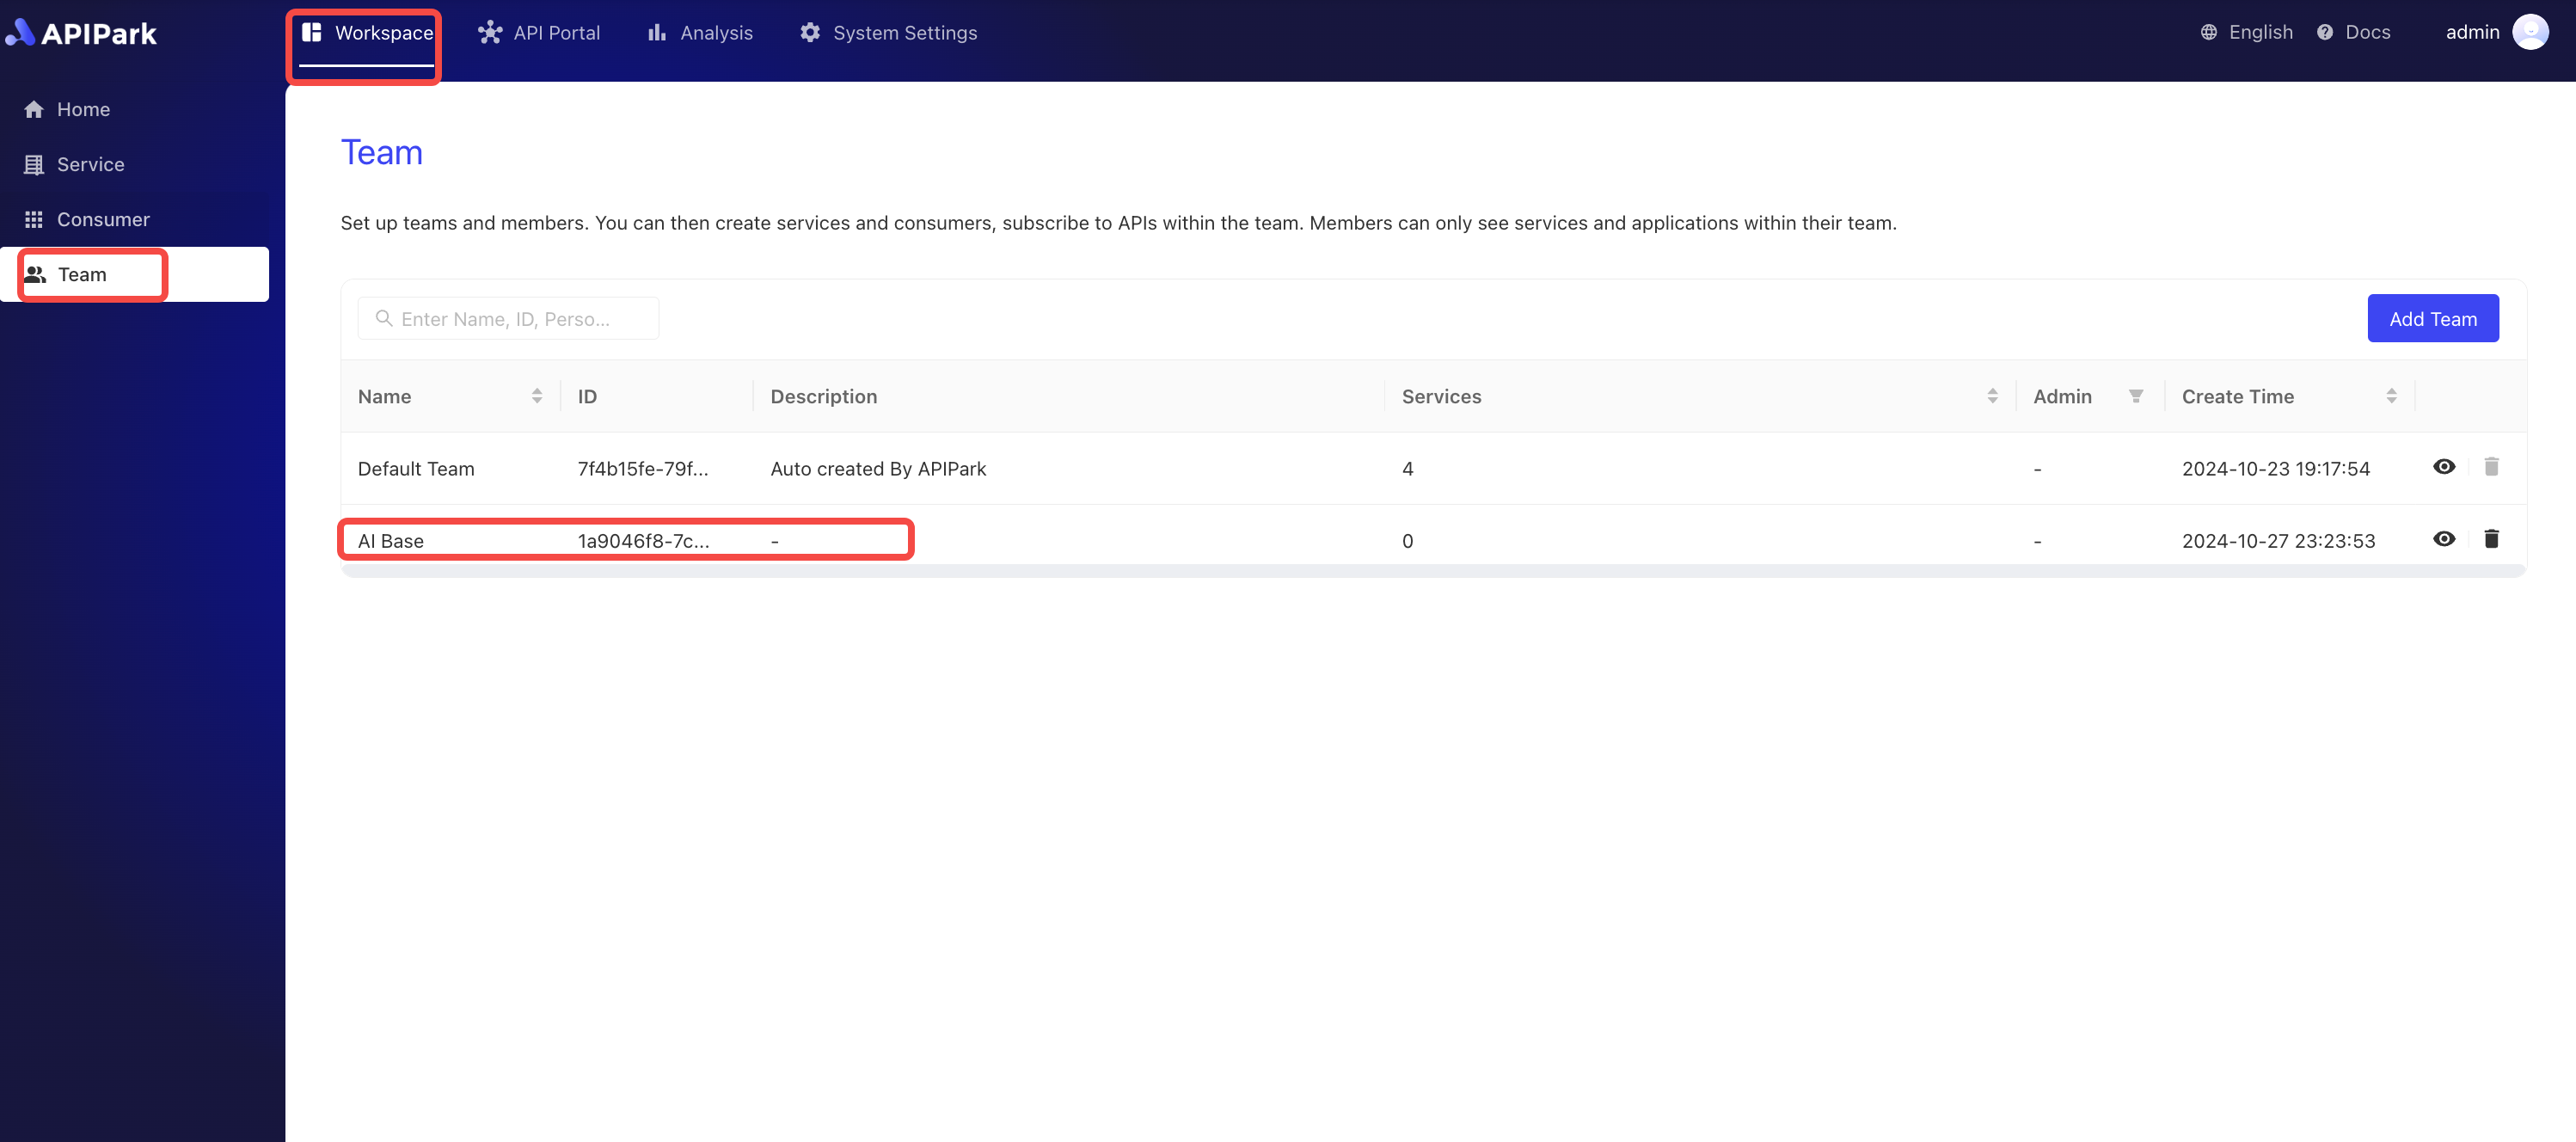 APIPark
Workspace
API Portal
Analysis
System Settings
English
Docs
admin
Home
Service
Consumer
Team
Team
Set up teams and members. You can then create services and consumers, subscribe to APIs within the team. Members can only see services and applications within their team.
Enter Name, ID, Perso...
Add Team
Name ID Description Services Admin Create Time
Default Team 7f4b15fe-79f... Auto created By APIPark 4 - 2024-10-23 19:17:54
AI Base 1a9046f8-7c... - 0 - 2024-10-27 23:23:53